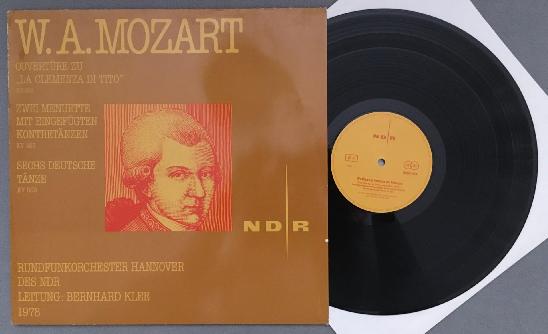 W.A.MOZART
OUVERTÜRE ZU
„LA CLEMENZA DI TITO“
ZWEI MENUETTE
MIT EINGEFÜGTEN
KONTRETÄNZEN
SECHS DEUTSCHE
TÄNZE
NDR
RUNDFUNKORCHESTER HANNOVER
DES NDR
LEITUNG: BERNHARD KLEE
1978